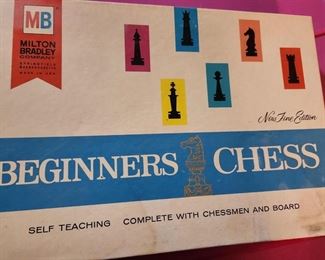 MB
MILTON
BRADLEY
COMPANY
SPRINGFIELD
MASSACHUSETTS
MADE IN USA
New Fine Edition
BEGINNERS CHESS
SELF TEACHING COMPLETE WITH CHESSMEN AND BOARD